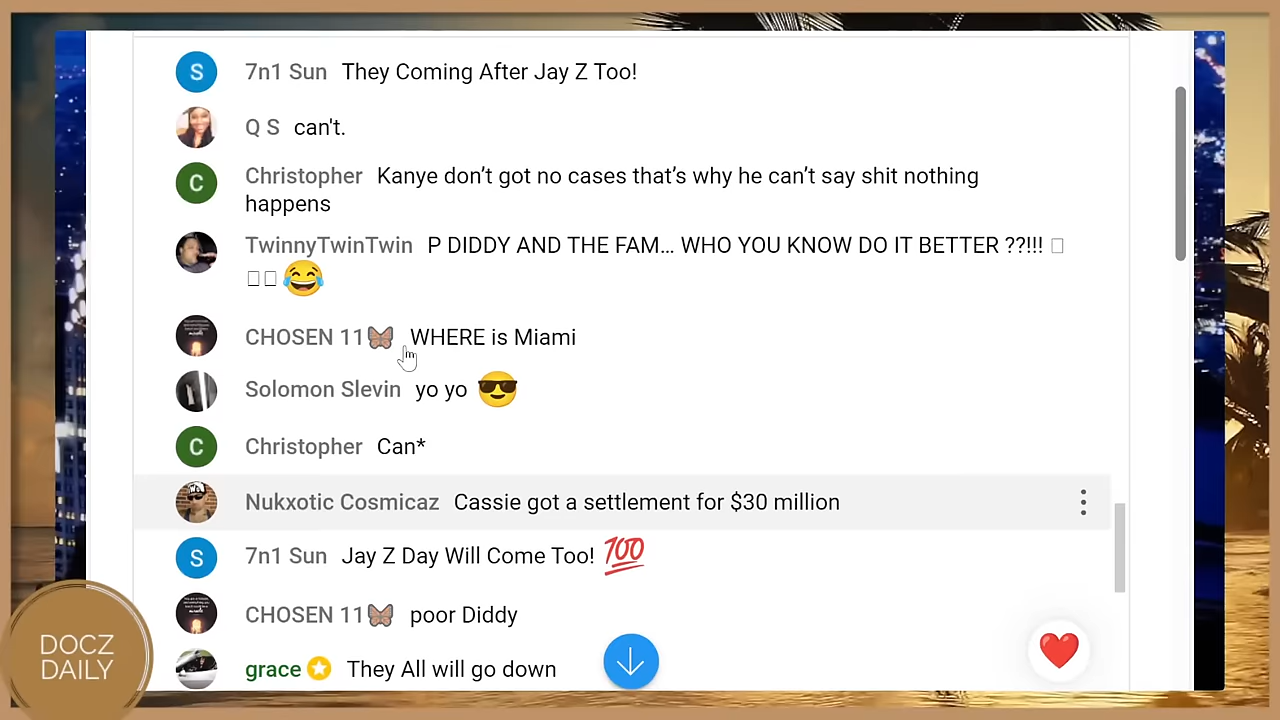 S 7n1 Sun They Coming After Jay Z Too!
Q S can't.
C Christopher Kanye don’t got no cases that’s why he can’t say shit nothing
happens
TwinnyTwinTwin P DIDDY AND THE FAM... WHO YOU KNOW DO IT BETTER ??!!! □
□□😂
CHOSEN 11🦋 WHERE is Miami
Solomon Slevin yo yo 😎
C Christopher Can*
Nukxotic Cosmicaz Cassie got a settlement for $30 million
S 7n1 Sun Jay Z Day Will Come Too! 💯
CHOSEN 11🦋 poor Diddy
grace They All will go down
DOCZ
DAILY